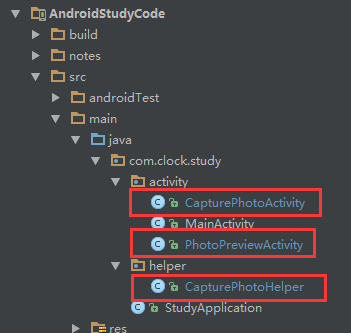 AndroidStudyCode
build
notes
src
androidTest
main
java
com.clock.study
activity
CapturePhotoActivity
MainActivity
PhotoPreviewActivity
helper
CapturePhotoHelper
StudyApplication
res